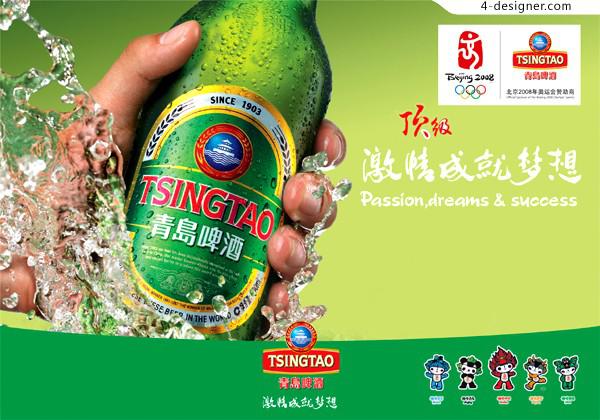 4-designer.com
Beijing 2008
TSINGTAO
青島啤酒
北京2008年奥运会赞助商
顶级
激情成就梦想
Passion,dreams & success
SINCE 1903
TSINGTAO
青島啤酒
TSINGTAO
青島啤酒
激情成就梦想